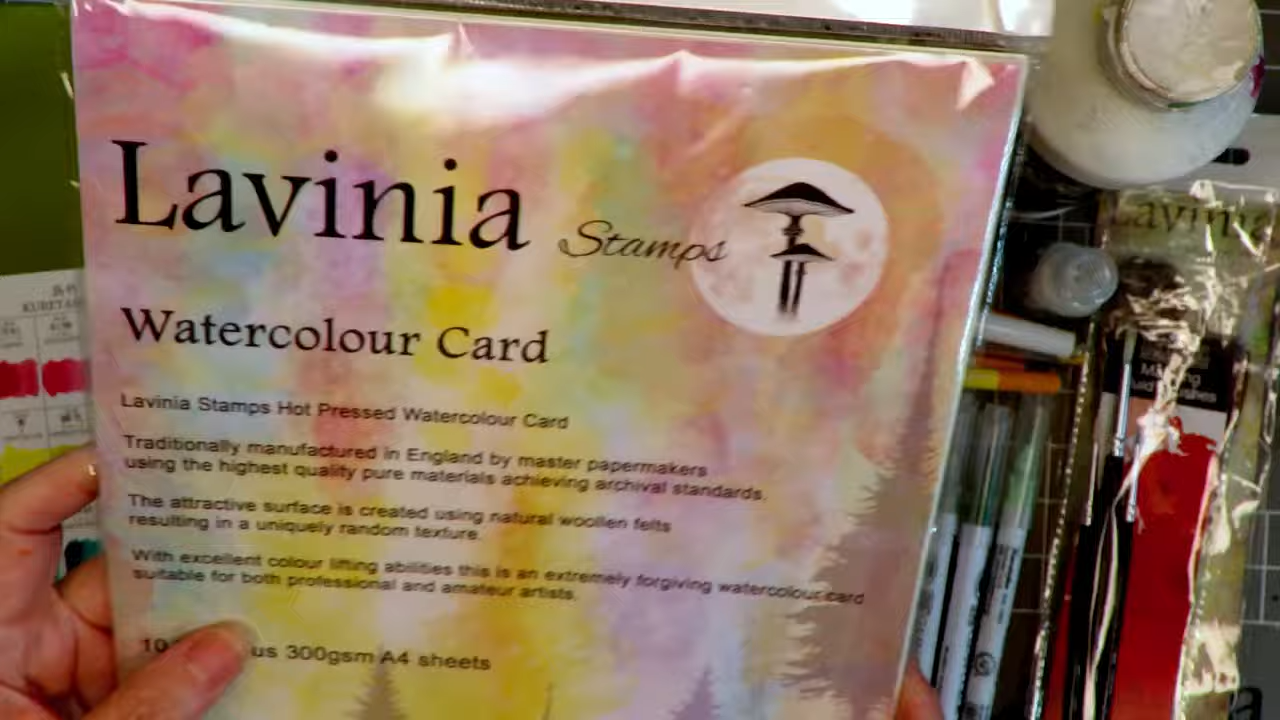 Lavinia Stamps
Watercolour Card
Lavinia Stamps Hot Pressed Watercolour Card
Traditionally manufactured in England by master papermakers
using the highest quality pure materials achieving archival standards.
The attractive surface is created using natural woollen felts
resulting in a uniquely random texture.
With excellent colour lifting abilities this is an extremely forgiving watercolour card
suitable for both professional and amateur artists.
300gsm A4 sheets
Lavinia